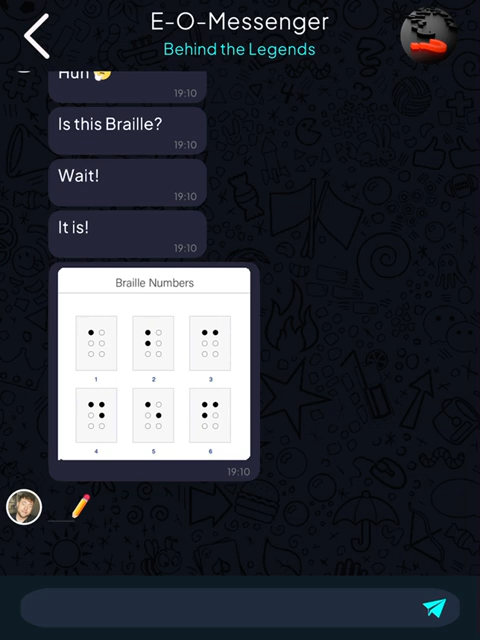 E-O-Messenger
Behind the Legends
Huh🤔
19:10
Is this Braille?
19:10
Wait!
19:10
It is!
19:10
Braille Numbers
1 2 3
4 5 6
19:10